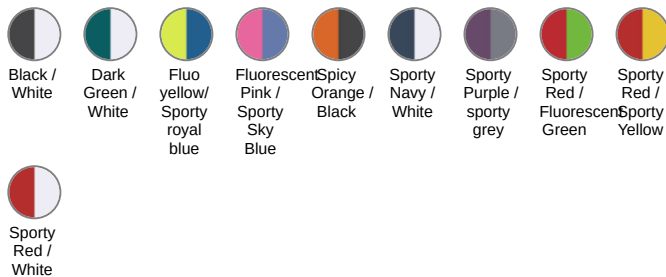 Black /
White
Dark
Green /
White
Fluo
yellow/
Sporty
royal
blue
Fluorescent
Pink /
Sporty
Sky
Blue
Spicy
Orange /
Black
Sporty
Navy /
White
Sporty
Purple /
sporty
grey
Sporty
Red /
Fluorescent
Green
Sporty
Red /
Sporty
Yellow
Sporty
Red /
White